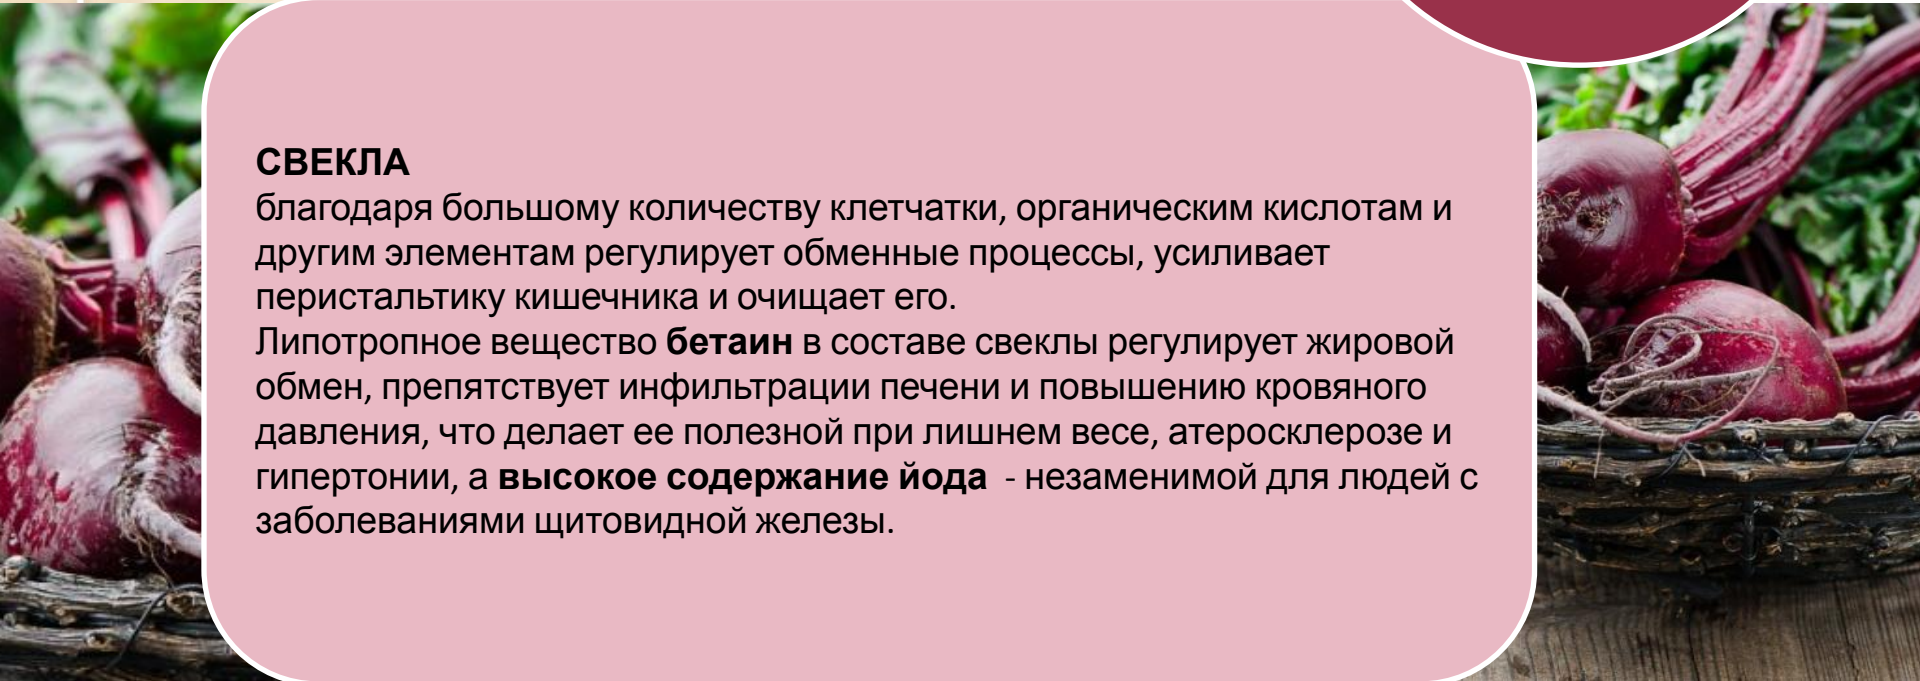 СВЕКЛА
благодаря большому количеству клетчатки, органическим кислотам и
другим элементам регулирует обменные процессы, усиливает
перистальтику кишечника и очищает его.
Липотропное вещество бетаин в составе свеклы регулирует жировой
обмен, препятствует инфильтрации печени и повышению кровяного
давления, что делает ее полезной при лишнем весе, атеросклерозе и
гипертонии, а высокое содержание йода  - незаменимой для людей с
заболеваниями щитовидной железы.